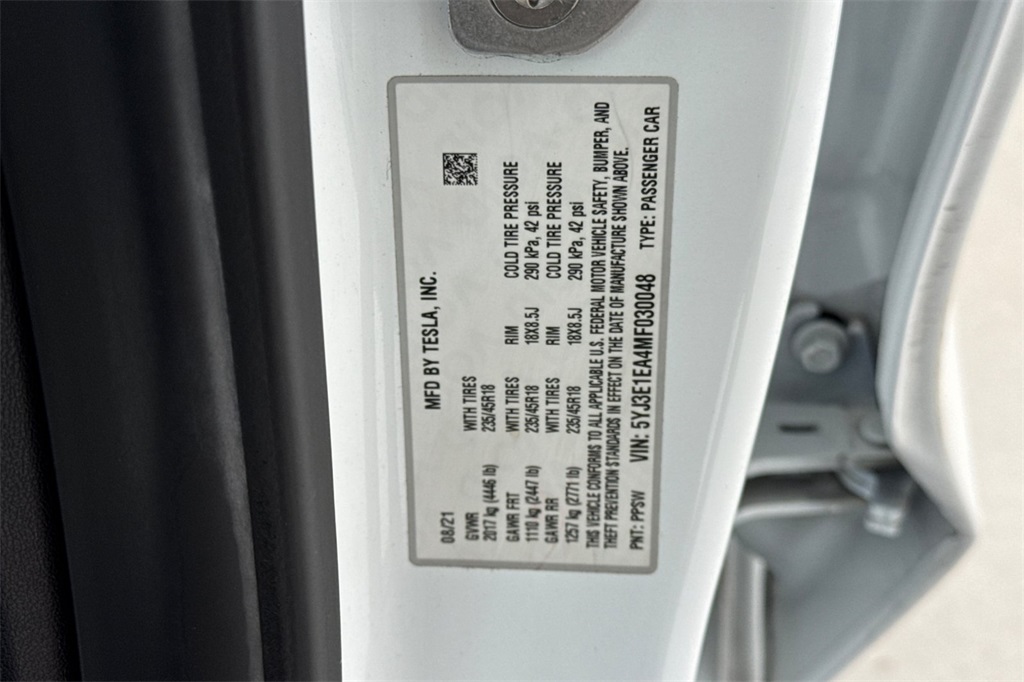 MFD BY TESLA, INC.
08/21
GVWR WITH TIRES
2017 kg (4446 lb) 235/45R18
GAWR FRT WITH TIRES RIM COLD TIRE PRESSURE
1110 kg (2447 lb) 235/45R18 18X8.5J 290 kPa, 42 psi
GAWR RR WITH TIRES RIM COLD TIRE PRESSURE
1257 kg (2771 lb) 235/45R18 18X8.5J 290 kPa, 42 psi
THIS VEHICLE CONFORMS TO ALL APPLICABLE U.S. FEDERAL MOTOR VEHICLE SAFETY, BUMPER, AND
THEFT PREVENTION STANDARDS IN EFFECT ON THE DATE OF MANUFACTURE SHOWN ABOVE.
PNT: PPSW VIN: 5YJ3E1EA4MF030048 TYPE: PASSENGER CAR